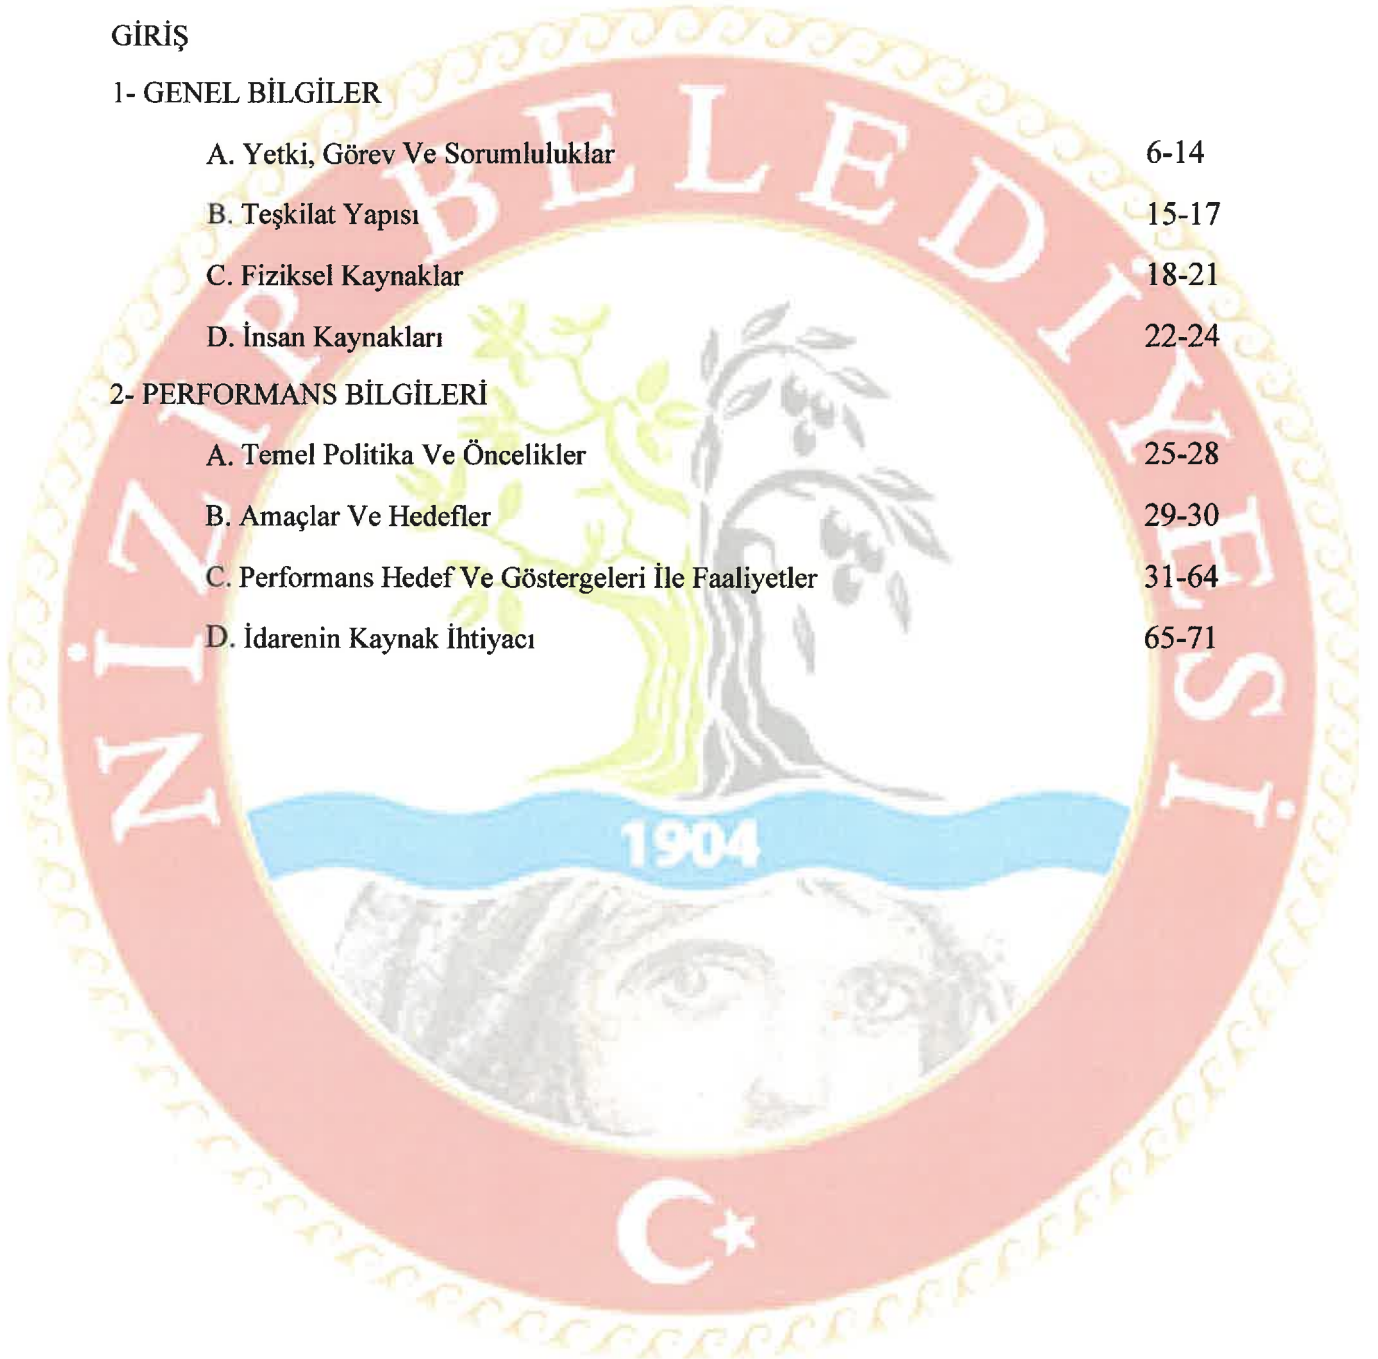 GİRİŞ
1- GENEL BİLGİLER
A. Yetki, Görev Ve Sorumluluklar 6-14
B. Teşkilat Yapısı 15-17
C. Fiziksel Kaynaklar 18-21
D. İnsan Kaynakları 22-24
2- PERFORMANS BİLGİLERİ
A. Temel Politika Ve Öncelikler 25-28
B. Amaçlar Ve Hedefler 29-30
C. Performans Hedef Ve Göstergeleri İle Faaliyetler 31-64
D. İdarenin Kaynak İhtiyacı 65-71
NİZİP BELEDİYESİ
1904